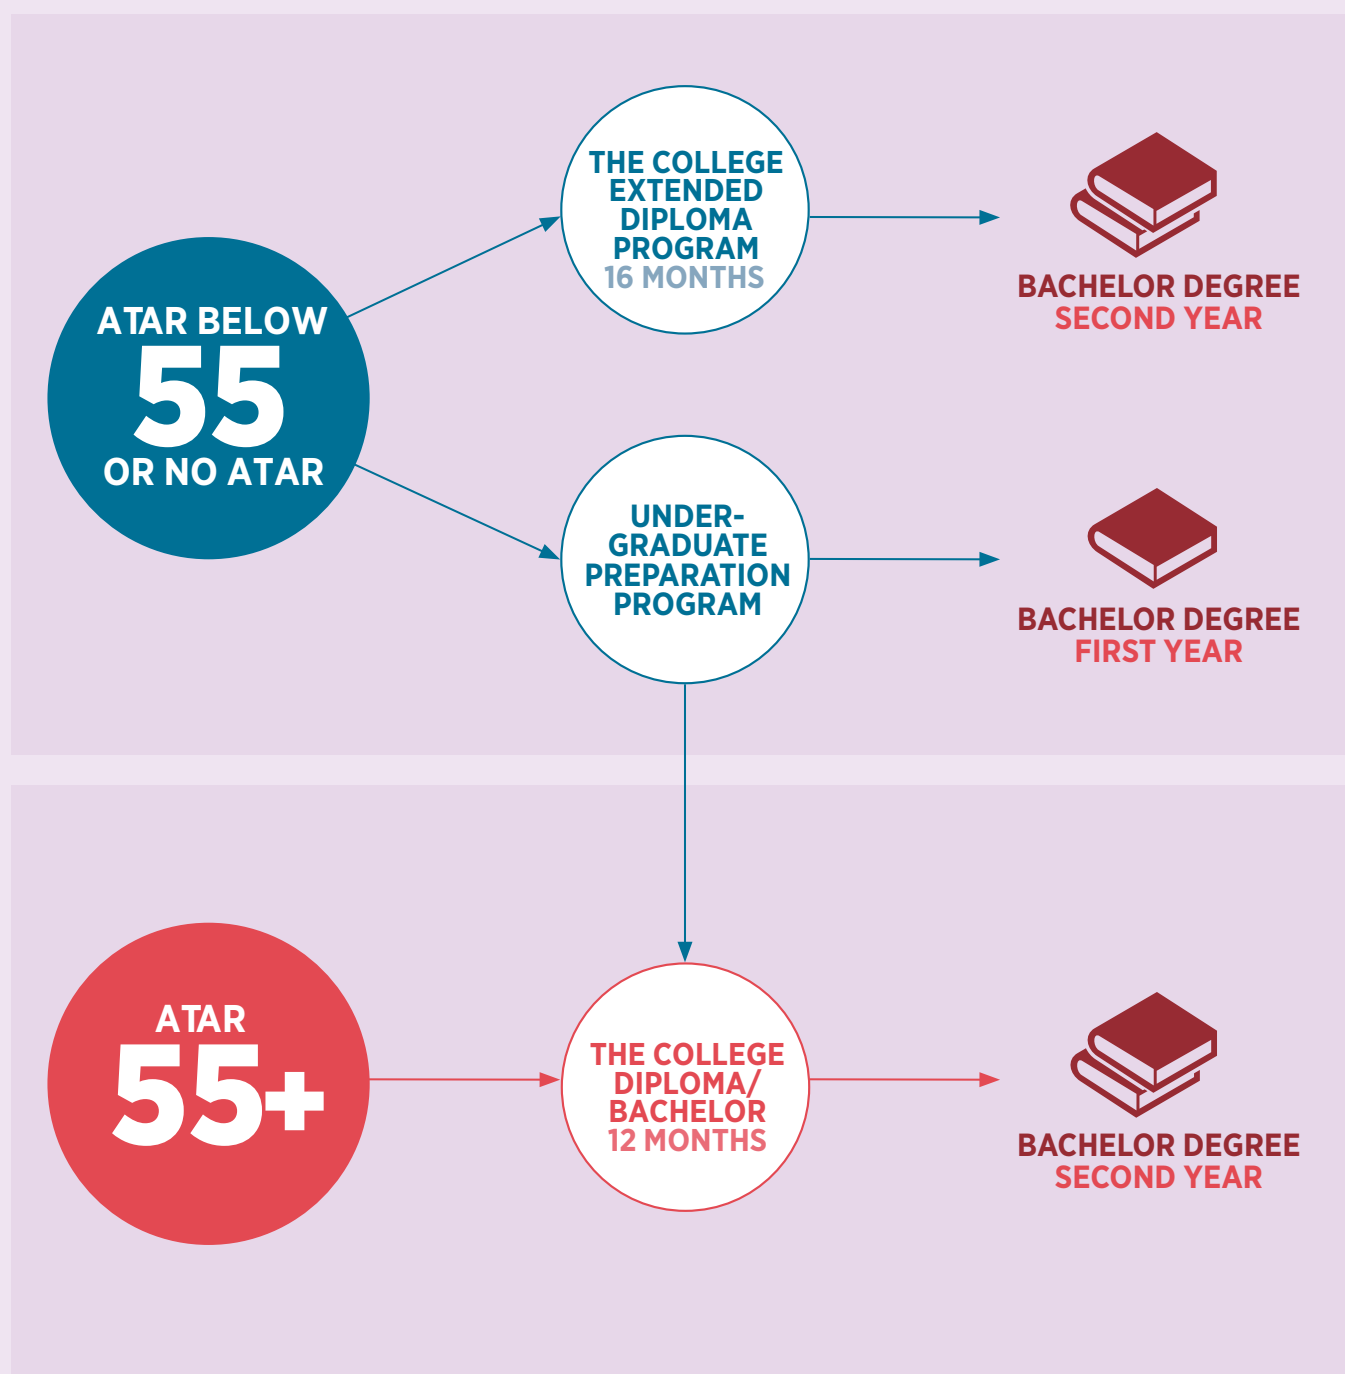 THE COLLEGE
EXTENDED
DIPLOMA
PROGRAM
16 MONTHS
BACHELOR DEGREE
SECOND YEAR
ATAR BELOW
55
OR NO ATAR
UNDER-
GRADUATE
PREPARATION
PROGRAM
BACHELOR DEGREE
FIRST YEAR
ATAR
55+
THE COLLEGE
DIPLOMA/
BACHELOR
12 MONTHS
BACHELOR DEGREE
SECOND YEAR